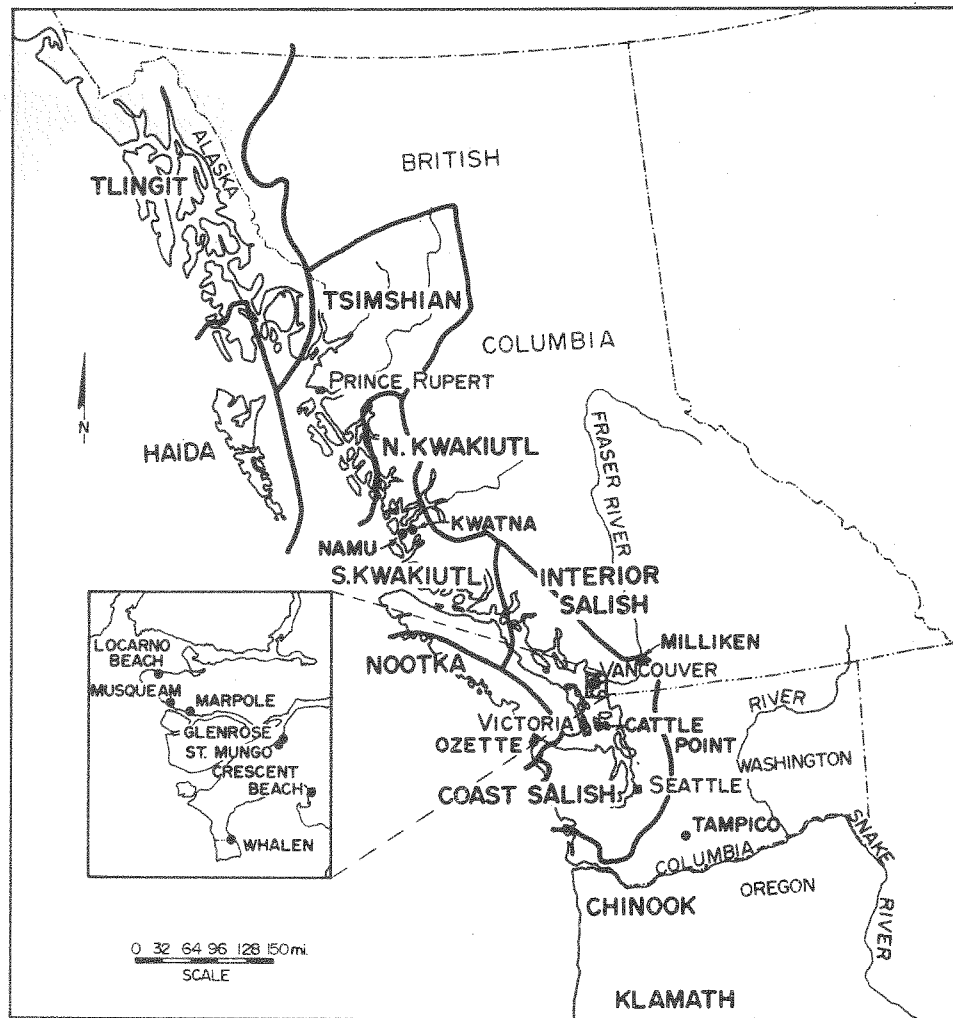 BRITISH
ALASKA
TLINGIT
TSIMSHIAN
COLUMBIA
PRINCE RUPERT
N
HAIDA
N. KWAKIUTL
FRASER RIVER
KWATNA
NAMU
S. KWAKIUTL
INTERIOR
SALISH
MILLIKEN
NOOTKA
VANCOUVER
LOCARNO
BEACH
MUSQUEAM
MARPOLE
GLENROSE
ST. MUNGO
CRESCENT
BEACH
WHALEN
RIVER
VICTORIA
CATTLE
POINT
OZETTE
WASHINGTON
COAST SALISH
SEATTLE
TAMPICO
COLUMBIA
SNAKE
RIVER
OREGON
CHINOOK
0 32 64 96 128 150 mi.
SCALE
KLAMATH